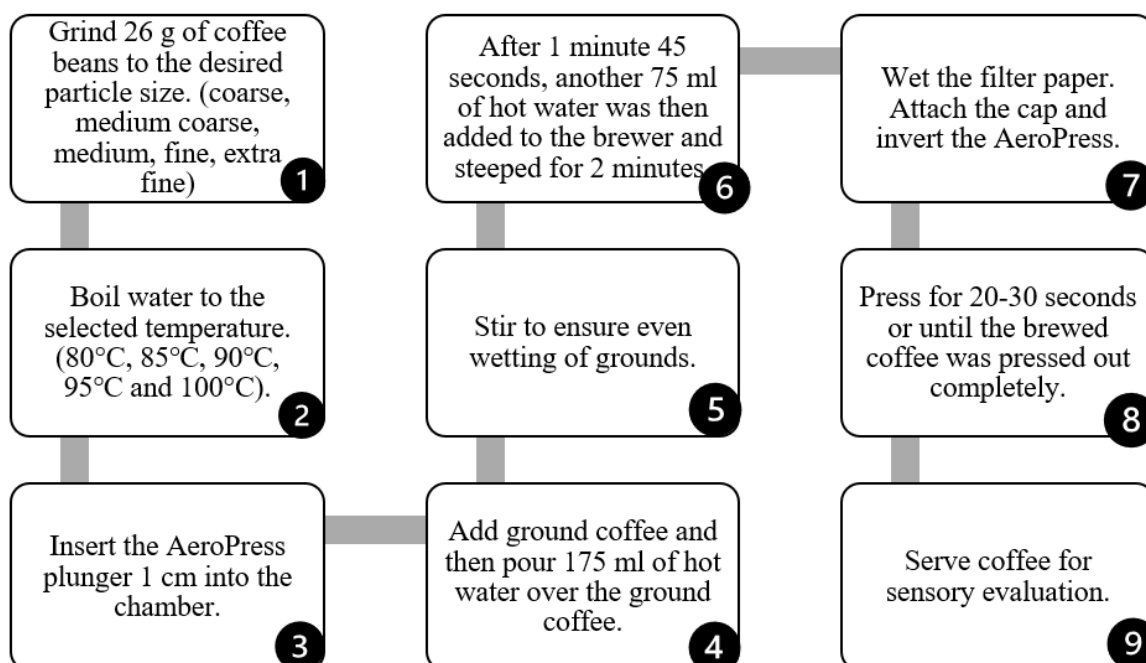 Grind 26 g of coffee
beans to the desired
particle size. (coarse,
medium coarse,
medium, fine, extra
fine)
1
Boil water to the
selected temperature.
(80°C, 85°C, 90°C,
95°C and 100°C).
2
Insert the AeroPress
plunger 1 cm into the
chamber.
3
Add ground coffee and
then pour 175 ml of hot
water over the ground
coffee.
4
Stir to ensure even
wetting of grounds.
5
After 1 minute 45
seconds, another 75 ml
of hot water was then
added to the brewer and
steeped for 2 minutes.
6
Wet the filter paper.
Attach the cap and
invert the AeroPress.
7
Press for 20-30 seconds
or until the brewed
coffee was pressed out
completely.
8
Serve coffee for
sensory evaluation.
9